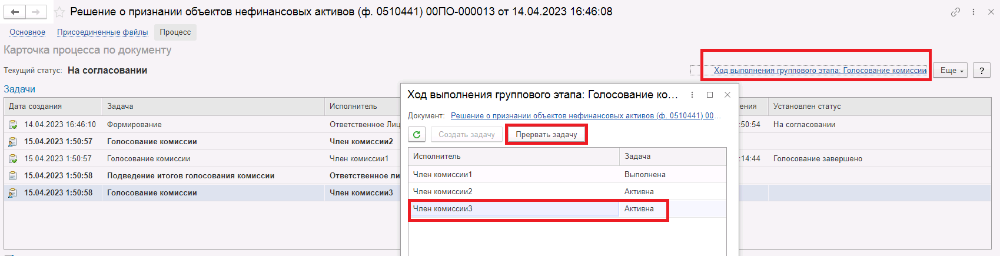 Решение о признании объектов нефинансовых активов (ф. 0510441) 00ПО-000013 от 14.04.2023 16:46:08
Основное Присоединенные файлы Процесс
Карточка процесса по документу
Текущий статус: На согласовании
Ход выполнения группового этапа: Голосование комиссии Еще ?
Задачи
Дата создания Задача Исполнитель ения Установлен статус
14.04.2023 16:46:10 Формирование Ответственное Лиц :50:54 На согласовании
15.04.2023 1:50:57 Голосование комиссии Член комиссии2
15.04.2023 1:50:57 Голосование комиссии Член комиссии1 :14:44 Голосование завершено
15.04.2023 1:50:58 Подведение итогов голосования комиссии Ответственное ли
15.04.2023 1:50:58 Голосование комиссии Член комиссии3
Ход выполнения группового этапа: Голосование ко...
Документ: Решение о признании объектов нефинансовых активов (ф. 0510441) 00...
Создать задачу Прервать задачу
Исполнитель Задача
Член комиссии1 Выполнена
Член комиссии2 Активна
Член комиссии3 Активна